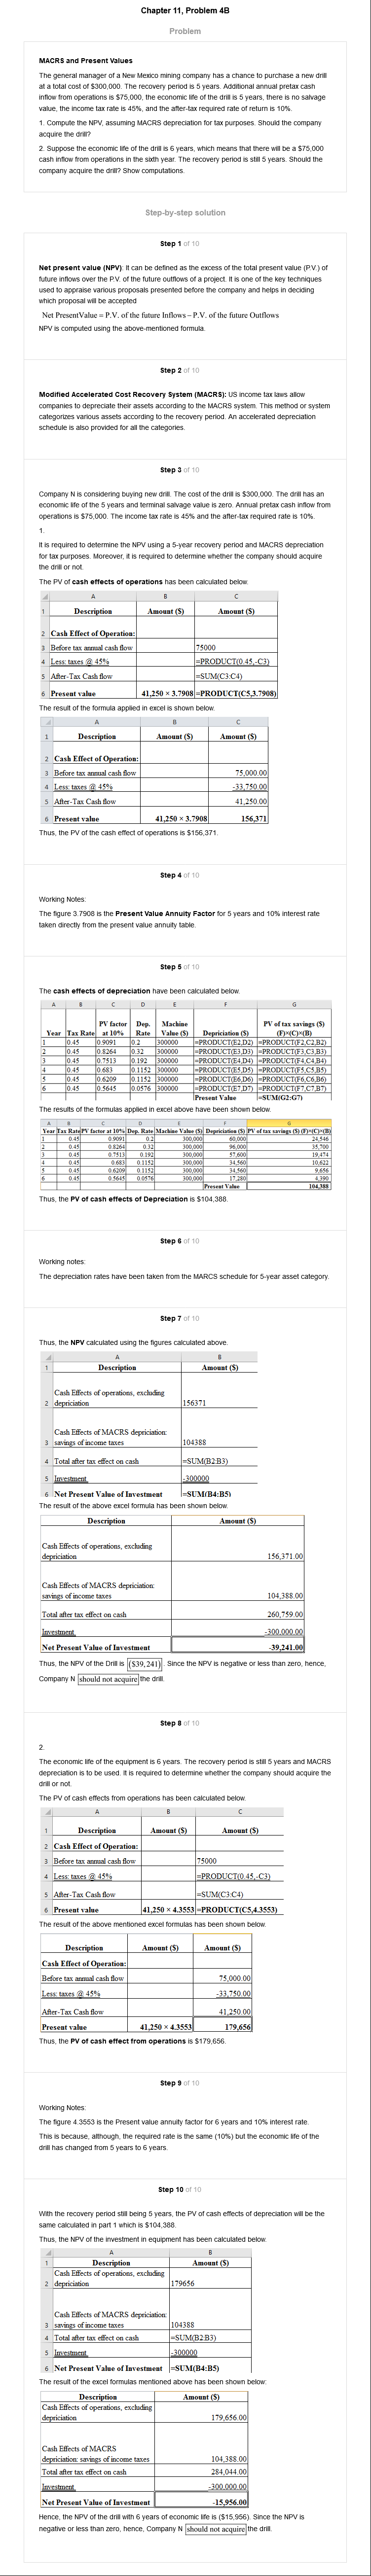 Chapter 11, Problem 4B
Problem
MACRS and Present Values
The general manager of a New Mexico mining company has a chance to purchase a new drill
at a total cost of $300,000. The recovery period is 5 years. Additional annual pretax cash
inflow from operations is $75,000, the economic life of the drill is 5 years, there is no salvage
value, the income tax rate is 45%, and the after-tax required rate of return is 10%.
1. Compute the NPV, assuming MACRS depreciation for tax purposes. Should the company
acquire the drill?
2. Suppose the economic life of the drill is 6 years, which means that there will be a $75,000
cash inflow from operations in the sixth year. The recovery period is still 5 years. Should the
company acquire the drill? Show computations.
Step-by-step solution
Step 1 of 10
Net present value (NPV): It can be defined as the excess of the total present value (P.V.) of
future inflows over the P.V. of the future outflows of a project. It is one of the key techniques
used to appraise various proposals presented before the company and helps in deciding
which proposal will be accepted
Net PresentValue = P.V. of the future Inflows – P.V. of the future Outflows
NPV is computed using the above-mentioned formula.
Step 2 of 10
Modified Accelerated Cost Recovery System (MACRS): US income tax laws allow
companies to depreciate their assets according to the MACRS system. This method or system
categorizes various assets according to the recovery period. An accelerated depreciation
schedule is also provided for all the categories.
Step 3 of 10
Company N is considering buying new drill. The cost of the drill is $300,000. The drill has an
economic life of the 5 years and terminal salvage value is zero. Annual pretax cash inflow from
operations is $75,000. The income tax rate is 45% and the after-tax required rate is 10%.
1.
It is required to determine the NPV using a 5-year recovery period and MACRS depreciation
for tax purposes. Moreover, it is required to determine whether the company should acquire
the drill or not.
The PV of cash effects of operations has been calculated below.
A B C
1 Description Amount ($) Amount ($)
2 Cash Effect of Operation:
3 Before tax annual cash flow 75000
4 Less: taxes @ 45% =PRODUCT(0.45,-C3)
5 After-Tax Cash flow =SUM(C3:C4)
6 Present value 41,250 × 3.7908 =PRODUCT(C5,3.7908)
The result of the formula applied in excel is shown below.
A B C
1 Description Amount ($) Amount ($)
2 Cash Effect of Operation:
3 Before tax annual cash flow 75,000.00
4 Less: taxes @ 45% -33,750.00
5 After-Tax Cash flow 41,250.00
6 Present value 41,250 × 3.7908 156,371
Thus, the PV of the cash effect of operations is $156,371.
Step 4 of 10
Working Notes:
The figure 3.7908 is the Present Value Annuity Factor for 5 years and 10% interest rate
taken directly from the present value annuity table.
Step 5 of 10
The cash effects of depreciation have been calculated below.
A B C D E F G
PV factor Dep. Machine PV of tax savings ($)
Year Tax Rate at 10% Rate Value ($) Depriciation ($) (F)×(C)×(B)
1 0.45 0.9091 0.2 300000 =PRODUCT(E2,D2) =PRODUCT(F2,C2,B2)
2 0.45 0.8264 0.32 300000 =PRODUCT(E3,D3) =PRODUCT(F3,C3,B3)
3 0.45 0.7513 0.192 300000 =PRODUCT(E4,D4) =PRODUCT(F4,C4,B4)
4 0.45 0.683 0.1152 300000 =PRODUCT(E5,D5) =PRODUCT(F5,C5,B5)
5 0.45 0.6209 0.1152 300000 =PRODUCT(E6,D6) =PRODUCT(F6,C6,B6)
6 0.45 0.5645 0.0576 300000 =PRODUCT(E7,D7) =PRODUCT(F7,C7,B7)
Present Value =SUM(G2:G7)
The results of the formulas applied in excel above have been shown below.
A B C D E F G
Year Tax Rate PV factor at 10% Dep. Rate Machine Value ($) Depriciation ($) PV of tax savings ($) (F)×(C)×(B)
1 0.45 0.9091 0.2 300,000 60,000 24,546
2 0.45 0.8264 0.32 300,000 96,000 35,700
3 0.45 0.7513 0.192 300,000 57,600 19,474
4 0.45 0.683 0.1152 300,000 34,560 10,622
5 0.45 0.6209 0.1152 300,000 34,560 9,656
6 0.45 0.5645 0.0576 300,000 17,280 4,390
Present Value 104,388
Thus, the PV of cash effects of Depreciation is $104,388.
Step 6 of 10
Working notes:
The depreciation rates have been taken from the MARCS schedule for 5-year asset category.
Step 7 of 10
Thus, the NPV calculated using the figures calculated above.
A B
1 Description Amount ($)
Cash Effects of operations, excluding
2 depriciation 156371
Cash Effects of MACRS depriciation:
3 savings of income taxes 104388
4 Total after tax effect on cash =SUM(B2:B3)
5 Investment -300000
6 Net Present Value of Investment =SUM(B4:B5)
The result of the above excel formula has been shown below.
Description Amount ($)
Cash Effects of operations, excluding
depriciation 156,371.00
Cash Effects of MACRS depriciation:
savings of income taxes 104,388.00
Total after tax effect on cash 260,759.00
Investment -300,000.00
Net Present Value of Investment -39,241.00
Thus, the NPV of the Drill is ($39,241). Since the NPV is negative or less than zero, hence,
Company N should not acquire the drill.
Step 8 of 10
2.
The economic life of the equipment is 6 years. The recovery period is still 5 years and MACRS
depreciation is to be used. It is required to determine whether the company should acquire the
drill or not.
The PV of cash effects from operations has been calculated below.
A B C
1 Description Amount ($) Amount ($)
2 Cash Effect of Operation:
3 Before tax annual cash flow 75000
4 Less: taxes @ 45% =PRODUCT(0.45,-C3)
5 After-Tax Cash flow =SUM(C3:C4)
6 Present value 41,250 × 4.3553 =PRODUCT(C5,4.3553)
The result of the above mentioned excel formulas has been shown below.
Description Amount ($) Amount ($)
Cash Effect of Operation:
Before tax annual cash flow 75,000.00
Less: taxes @ 45% -33,750.00
After-Tax Cash flow 41,250.00
Present value 41,250 × 4.3553 179,656
Thus, the PV of cash effect from operations is $179,656.
Step 9 of 10
Working Notes:
The figure 4.3553 is the Present value annuity factor for 6 years and 10% interest rate.
This is because, although, the required rate is the same (10%) but the economic life of the
drill has changed from 5 years to 6 years.
Step 10 of 10
With the recovery period still being 5 years, the PV of cash effects of depreciation will be the
same calculated in part 1 which is $104,388.
Thus, the NPV of the investment in equipment has been calculated below.
A B
1 Description Amount ($)
Cash Effects of operations, excluding
2 depriciation 179656
Cash Effects of MACRS depriciation:
3 savings of income taxes 104388
4 Total after tax effect on cash =SUM(B2:B3)
5 Investment -300000
6 Net Present Value of Investment =SUM(B4:B5)
The result of the excel formulas mentioned above has been shown below:
Description Amount ($)
Cash Effects of operations, excluding
depriciation 179,656.00
Cash Effects of MACRS
depriciation: savings of income taxes 104,388.00
Total after tax effect on cash 284,044.00
Investment -300,000.00
Net Present Value of Investment -15,956.00
Hence, the NPV of the drill with 6 years of economic life is ($15,956). Since the NPV is
negative or less than zero, hence, Company N should not acquire the drill.